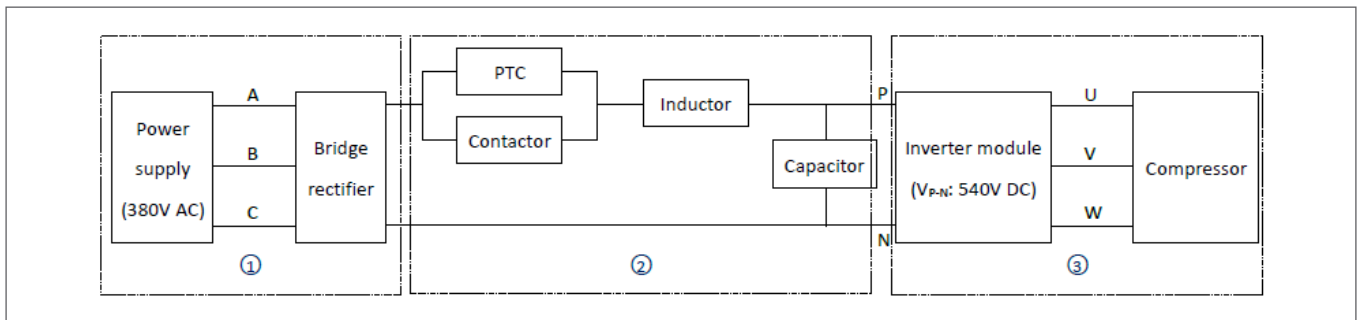 PTC
A
P
U
Inductor
Power
supply
(380V AC)
Bridge
rectifier
Contactor
B
Inverter module
(VP-N: 540V DC)
V
Compressor
Capacitor
C
W
N
①
②
③